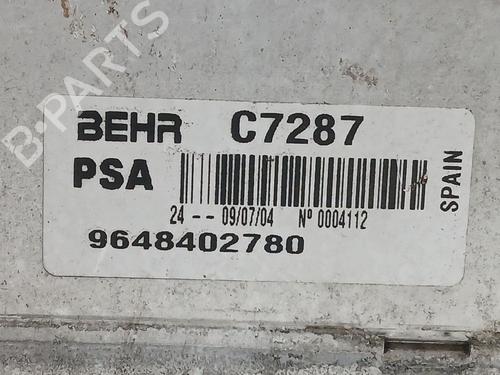 B-PARTS
BEHR C7287
PSA
24 -- 09/07/04 Nº 0004112
9648402780
SPAIN